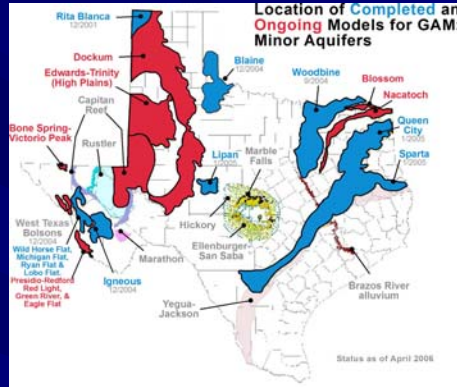 Location of Completed an
Ongoing Models for GAM:
Minor Aquifers
Rita Blanca
12/2001
Dockum
Edwards-Trinity
(High Plains)
Capitan
Reef
Bone Spring-
Victorio Peak
Rustler
Blaine
12/2004
Woodbine
9/2004
Blossom
Nacatoch
Queen
City
1/2005
Sparta
1/2005
Lipan
1/2005
Marble
Falls
Hickory
Ellenburger-
San Saba
West Texas
Bolsons
12/2004
Wild Horse Flat,
Michigan Flat,
Ryan Flat &
Lobo Flat.
Presidio-Redford
Red Light,
Green River, &
Eagle Flat
Igneous
12/2004
Marathon
Yegua-
Jackson
Brazos River
alluvium
Status as of April 2006